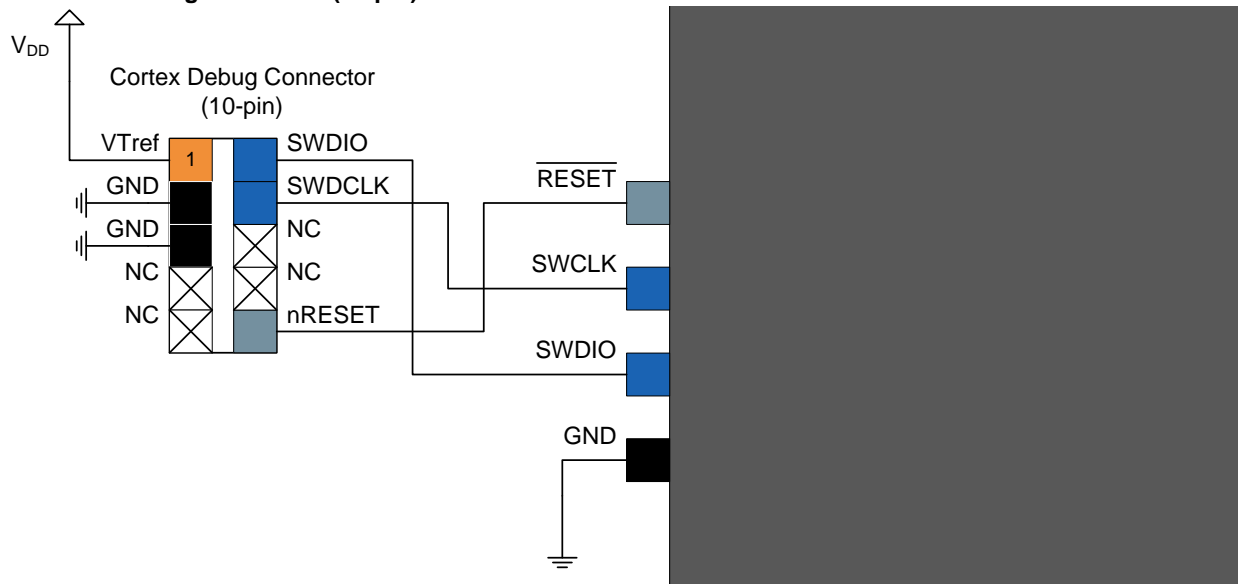 V_DD
Cortex Debug Connector
(10-pin)
VTref
1
SWDIO
GND
SWDCLK
GND
NC
NC
NC
NC
nRESET
RESET
SWCLK
SWDIO
GND